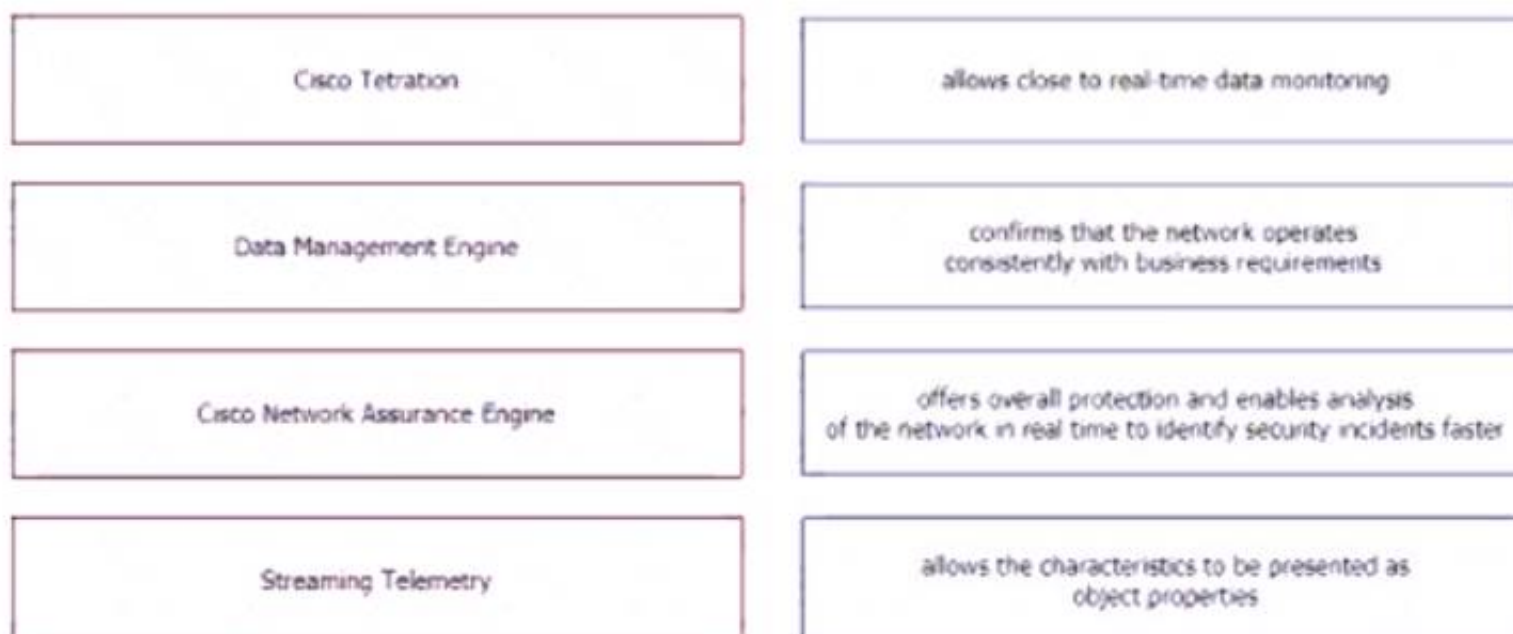 Cisco Tetration
allows close to real-time data monitoring
Data Management Engine
confirms that the network operates
consistently with business requirements
Cisco Network Assurance Engine
offers overall protection and enables analysis
of the network in real time to identify security incidents faster
Streaming Telemetry
allows the characteristics to be presented as
object properties